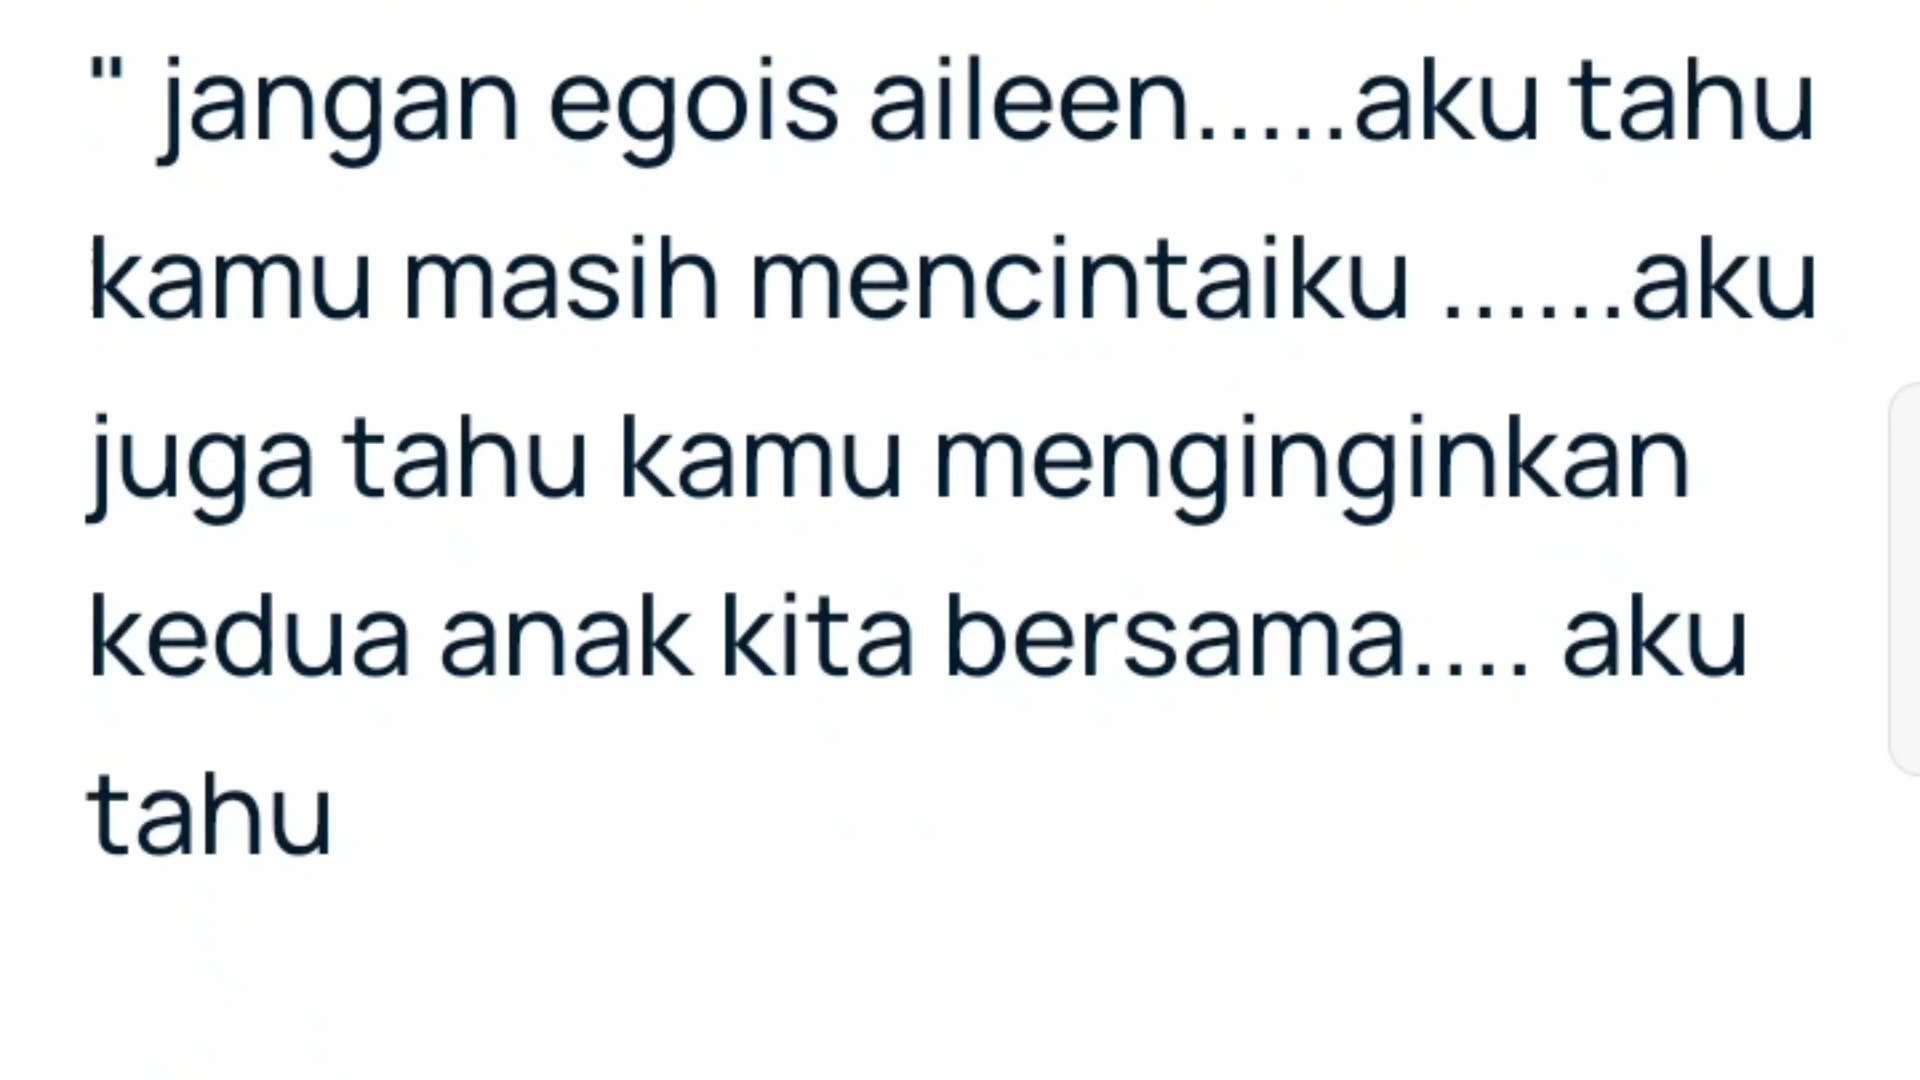 " jangan egois aileen.....aku tahu
kamu masih mencintaiku ......aku
juga tahu kamu menginginkan
kedua anak kita bersama.... aku
tahu